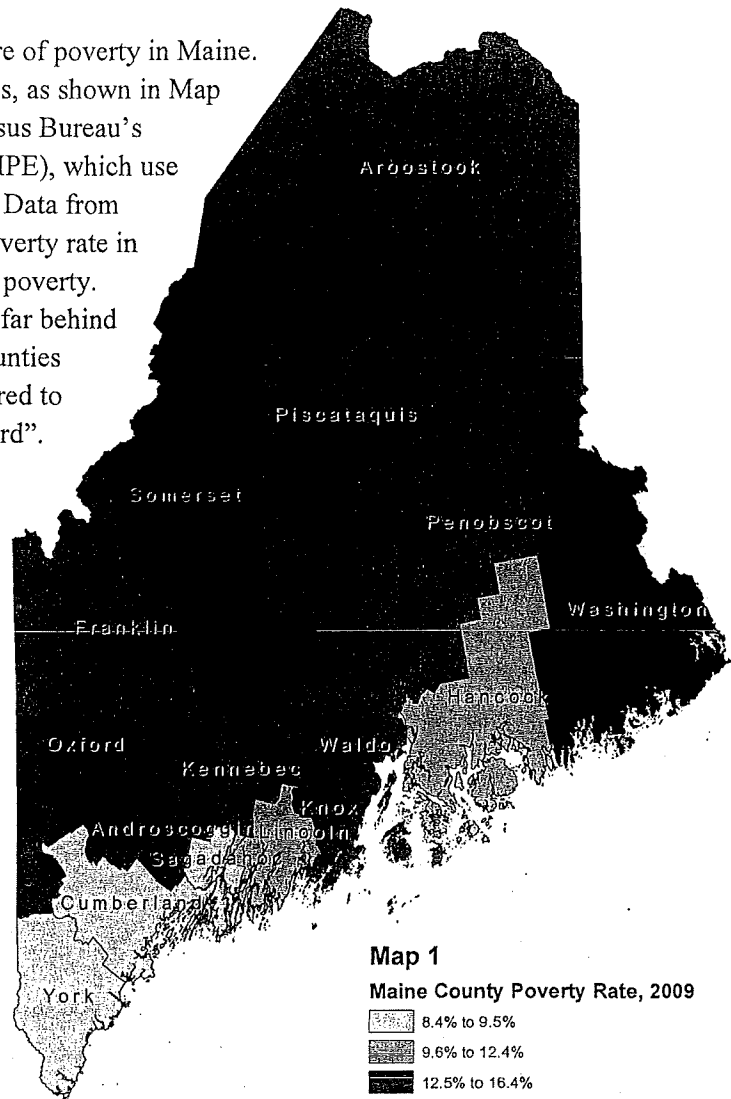 re of poverty in Maine.
s, as shown in Map
sus Bureau's
IPE), which use
Data from
verty rate in
poverty.
far behind
unties
red to
rd".
Aroostook
Piscataquis
Somerset
Penobscot
Washington
Franklin
Hancock
Oxford
Waldo
Kennebec
Knox
Androscoggin
Lincoln
Sagadahoc
Cumberland
York
Map 1
Maine County Poverty Rate, 2009
8.4% to 9.5%
9.6% to 12.4%
12.5% to 16.4%